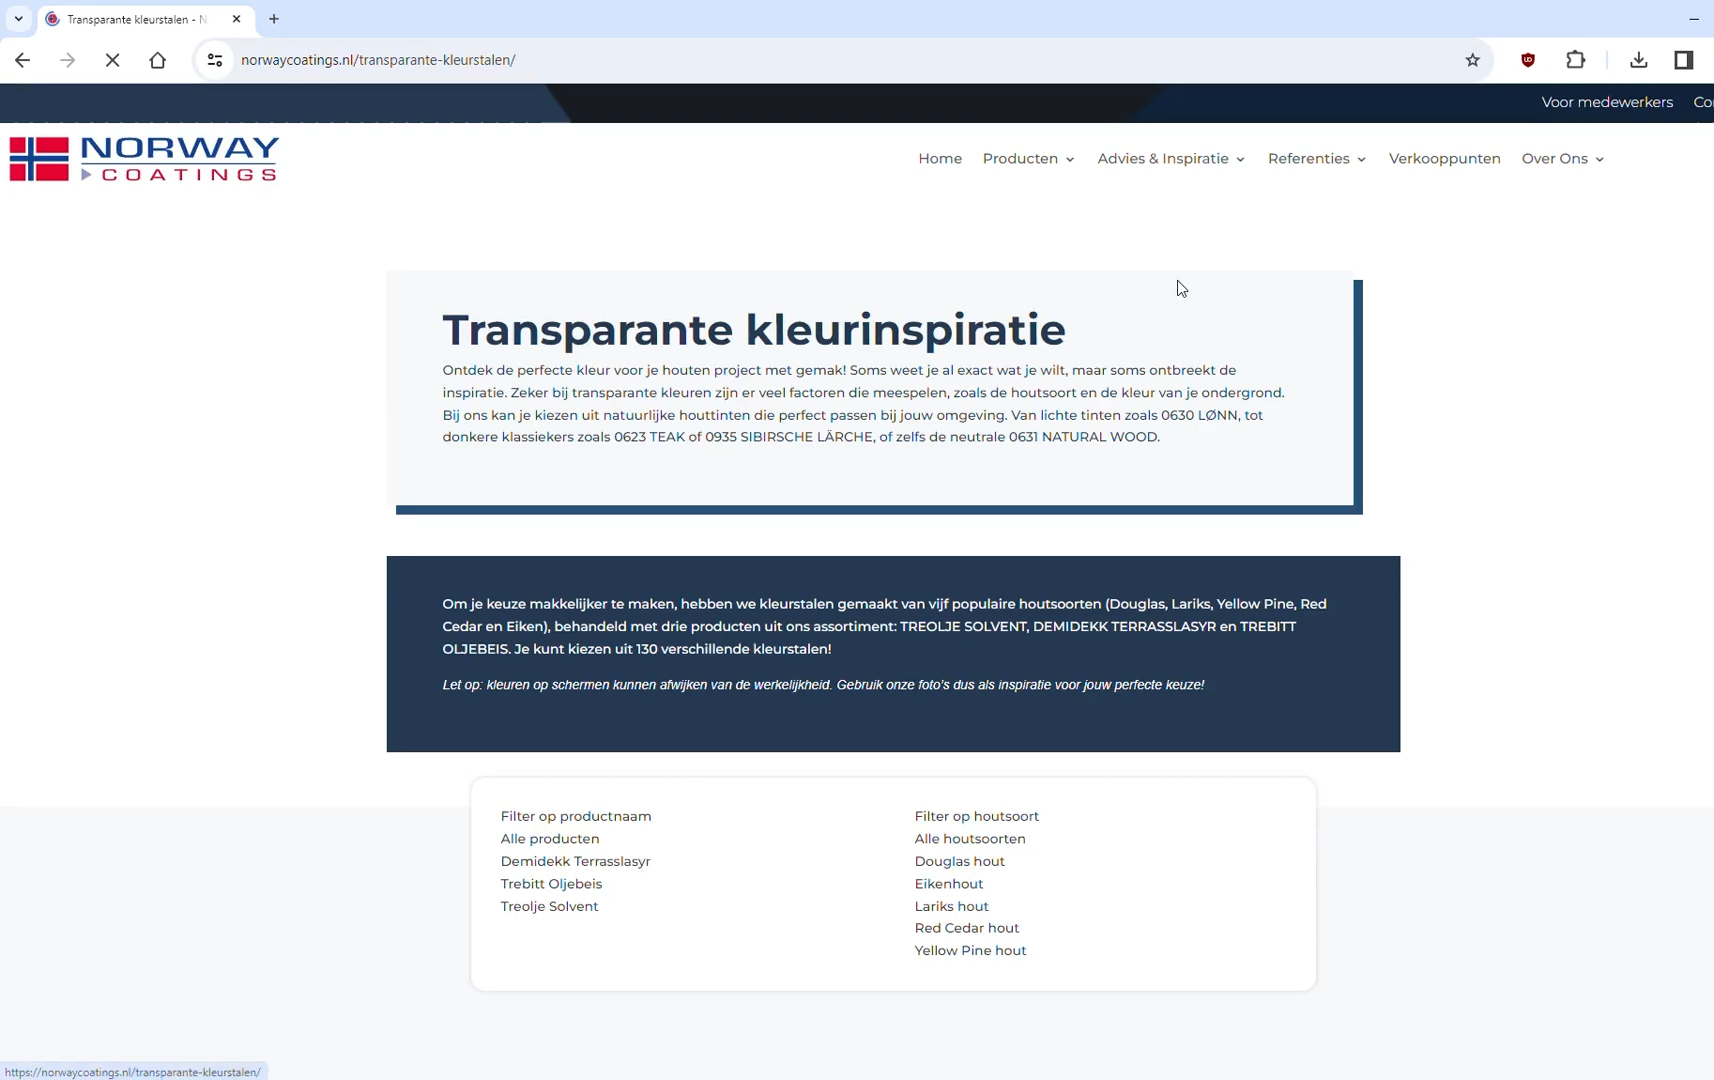 Transparante kleurstalen - N
norwaycoatings.nl/transparante-kleurstalen/
Voor medewerkers
NORWAY
COATINGS
Home
Producten
Advies & Inspiratie
Referenties
Verkooppunten
Over Ons
Transparante kleurinspiratie
Ontdek de perfecte kleur voor je houten project met gemak! Soms weet je al exact wat je wilt, maar soms ontbreekt de
inspiratie. Zeker bij transparante kleuren zijn er veel factoren die meespelen, zoals de houtsoort en de kleur van je ondergrond.
Bij ons kan je kiezen uit natuurlijke houttinten die perfect passen bij jouw omgeving. Van lichte tinten zoals 0630 LØNN, tot
donkere klassiekers zoals 0623 TEAK of 0935 SIBIRSCHE LÄRCHE, of zelfs de neutrale 0631 NATURAL WOOD.
Om je keuze makkelijker te maken, hebben we kleurstalen gemaakt van vijf populaire houtsoorten (Douglas, Lariks, Yellow Pine, Red
Cedar en Eiken), behandeld met drie producten uit ons assortiment: TREOLJE SOLVENT, DEMIDEKK TERRASSLASYR en TREBITT
OLJEBEIS. Je kunt kiezen uit 130 verschillende kleurstalen!
Let op: kleuren op schermen kunnen afwijken van de werkelijkheid. Gebruik onze foto's dus als inspiratie voor jouw perfecte keuze!
Filter op productnaam
Alle producten
Demidekk Terrasslasyr
Trebitt Oljebeis
Treolje Solvent
Filter op houtsoort
Alle houtsoorten
Douglas hout
Eikenhout
Lariks hout
Red Cedar hout
Yellow Pine hout
https://norwaycoatings.nl/transparante-kleurstalen/